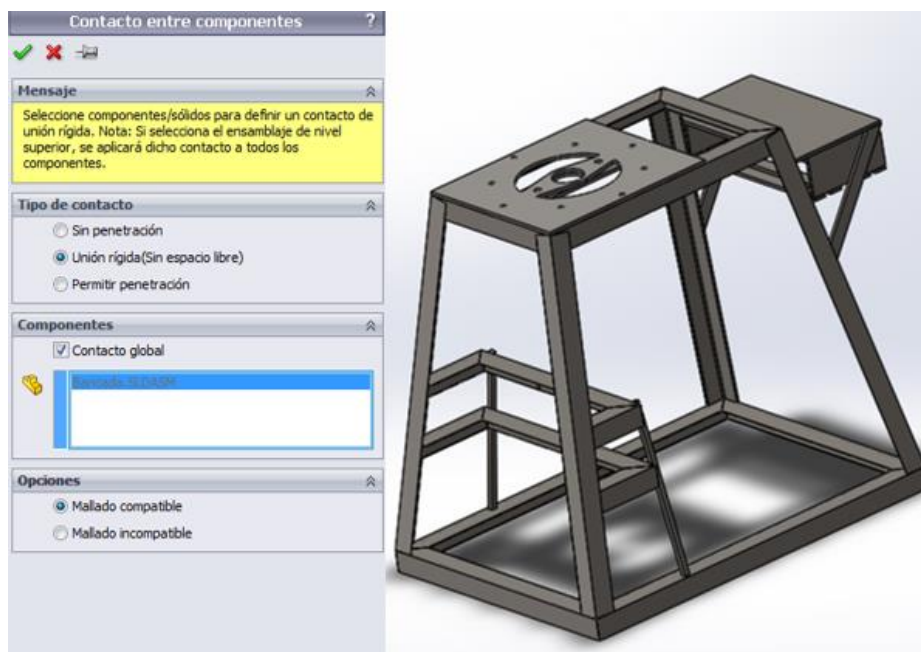 Contacto entre componentes ?
Mensaje
Seleccione componentes/sólidos para definir un contacto de
unión rígida. Nota: Si selecciona el ensamblaje de nivel
superior, se aplicará dicho contacto a todos los
componentes.
Tipo de contacto
Sin penetración
Unión rígida(Sin espacio libre)
Permitir penetración
Componentes
Contacto global
Opciones
Mallado compatible
Mallado incompatible